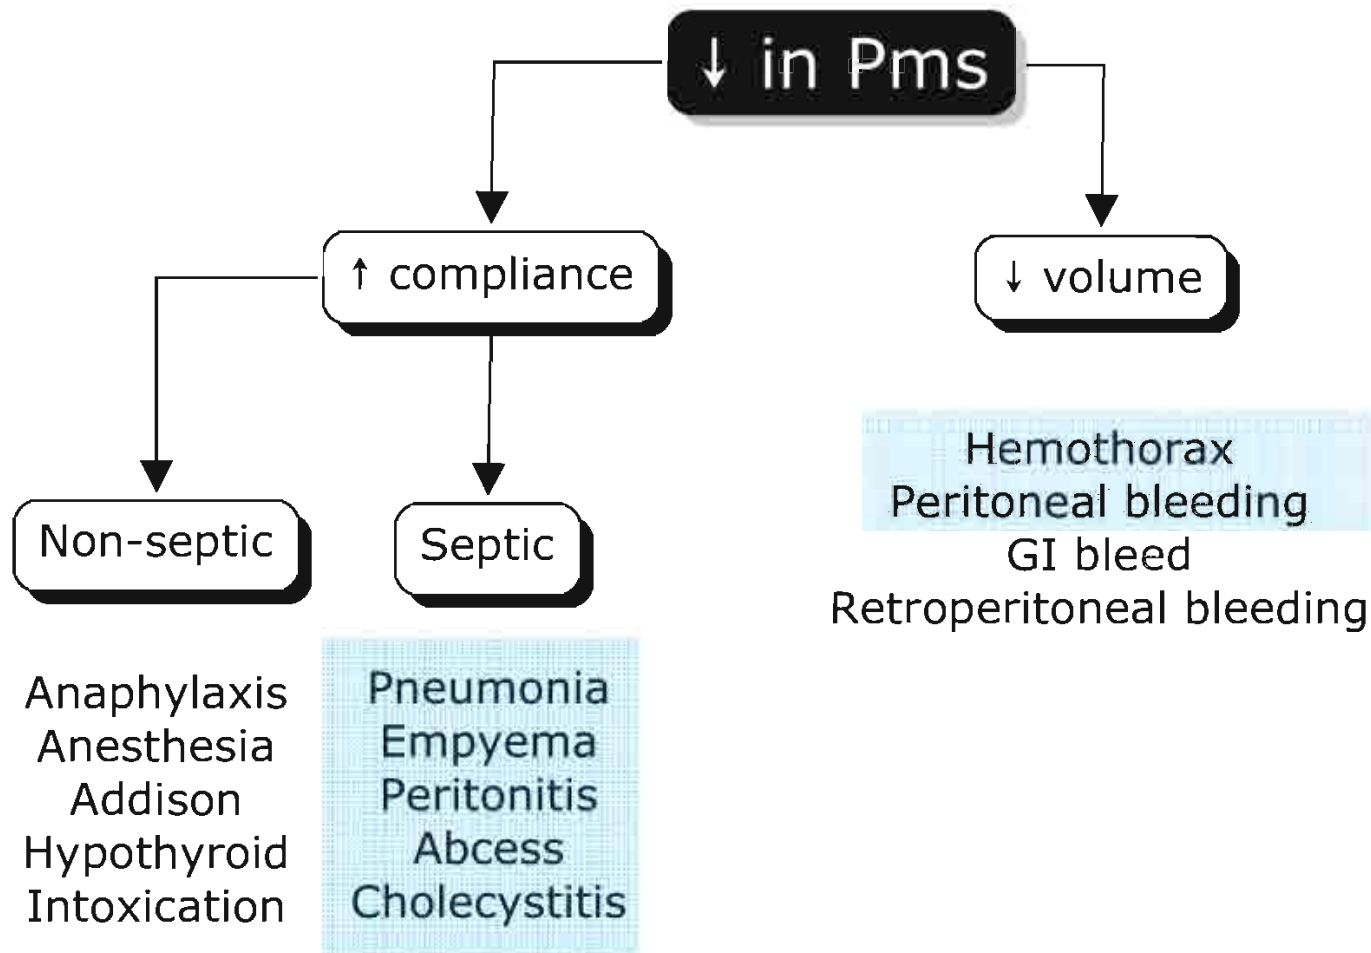 ↓ in Pms
↑ compliance
↓ volume
Non-septic
Septic
Hemothorax
Peritoneal bleeding
GI bleed
Retroperitoneal bleeding
Anaphylaxis
Anesthesia
Addison
Hypothyroid
Intoxication
Pneumonia
Empyema
Peritonitis
Abcess
Cholecystitis